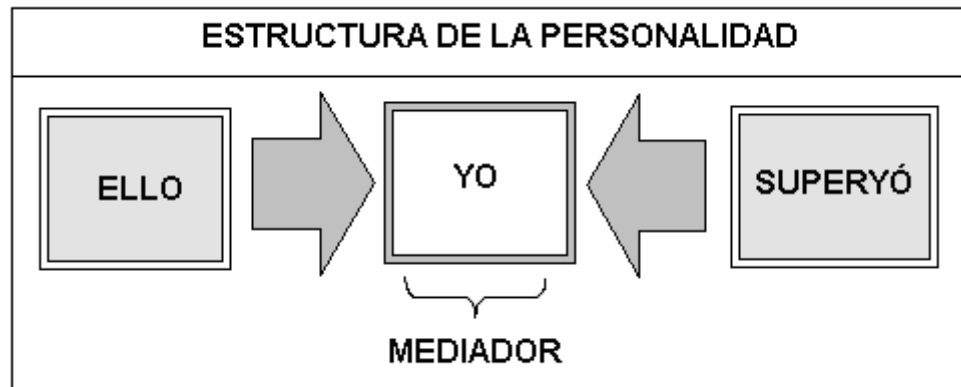 ESTRUCTURA DE LA PERSONALIDAD
ELLO
YO
SUPERYÓ
MEDIADOR